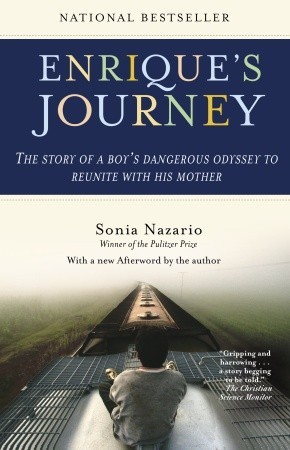 NATIONAL BESTSELLER
ENRIQUE'S
JOURNEY
THE STORY OF A BOY'S DANGEROUS ODYSSEY TO
REUNITE WITH HIS MOTHER
Sonia Nazario
Winner of the Pulitzer Prize
With a new Afterword by the author
"Gripping and
harrowing . . .
a story begging
to be told."
—The Christian
Science Monitor